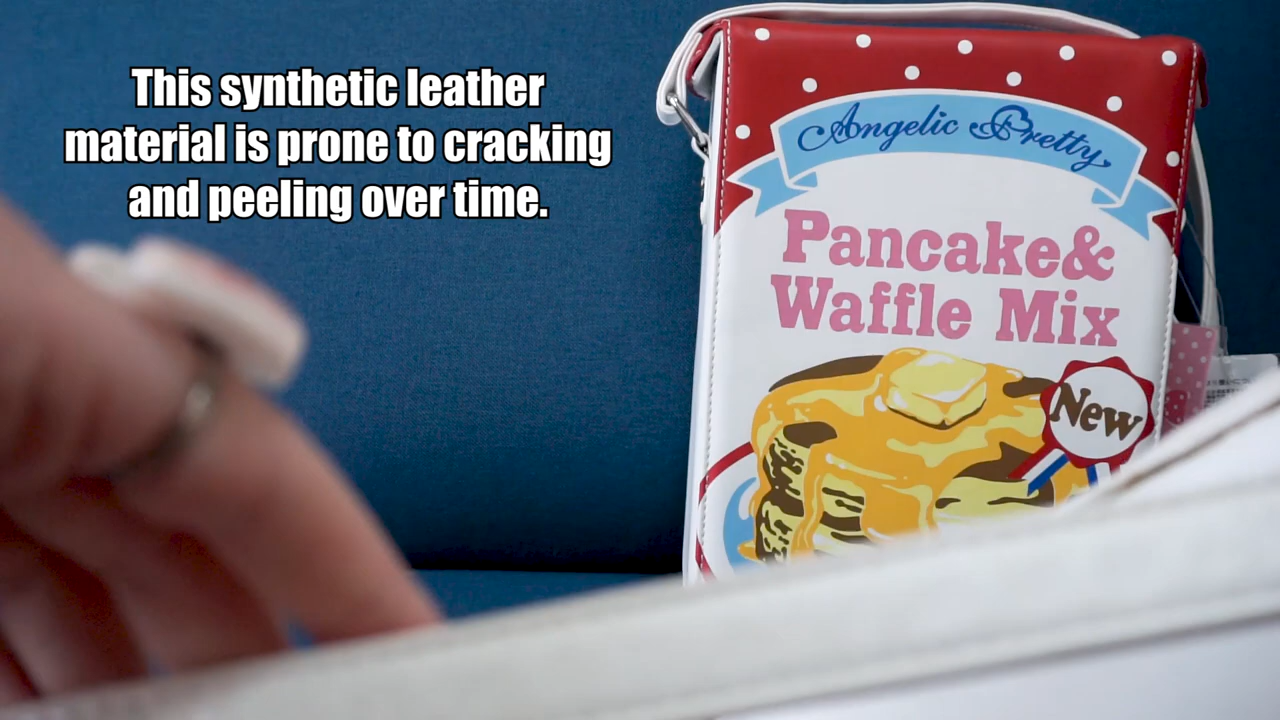 This synthetic leather
material is prone to cracking
and peeling over time.
Angelic Pretty
Pancake&
Waffle Mix
New